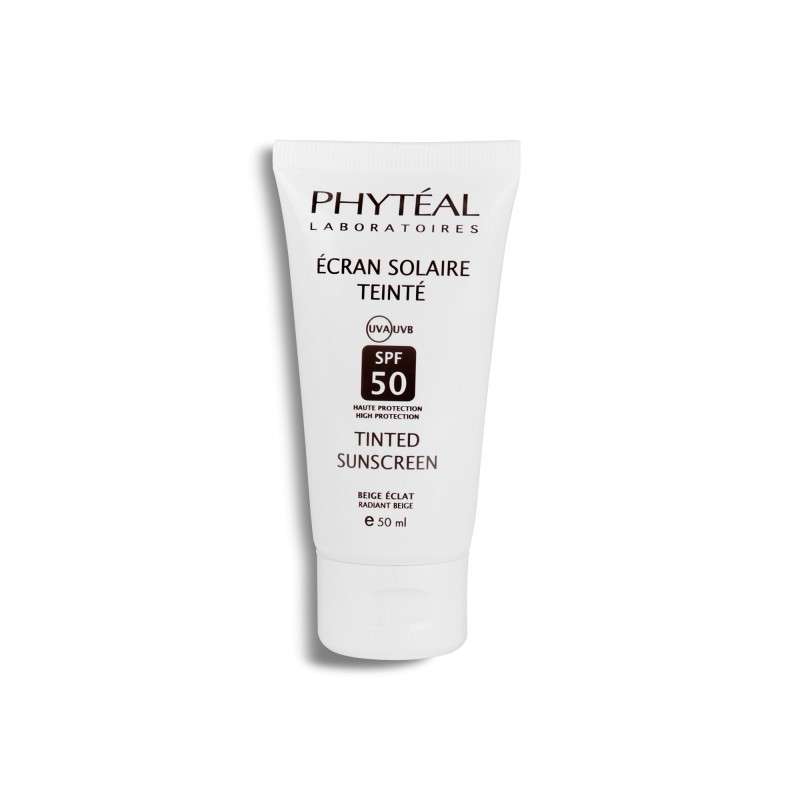 PHYTÉAL
LABORATOIRES
ÉCRAN SOLAIRE
TEINTÉ
UVA UVB
SPF
50
HAUTE PROTECTION
HIGH PROTECTION
TINTED
SUNSCREEN
BEIGE ÉCLAT
RADIANT BEIGE
e 50 ml